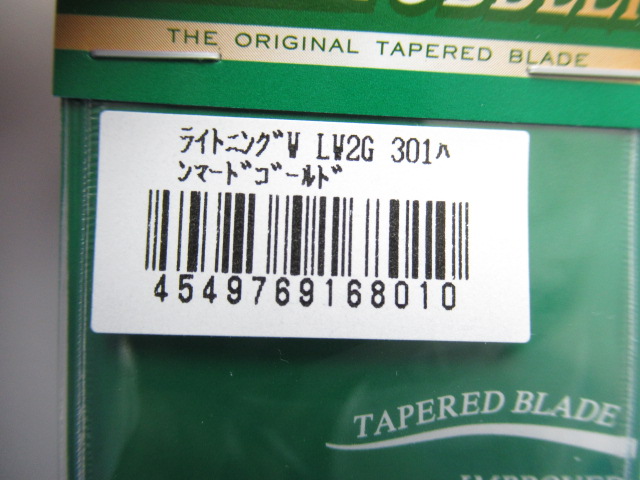 THE ORIGINAL TAPERED BLADE
ﾗｲﾄﾆﾝｸﾞW LW2G 301ﾊ
ﾝﾏｰﾄﾞｺﾞｰﾙﾄﾞ
4549769168010
TAPERED BLADE
IMPROVED